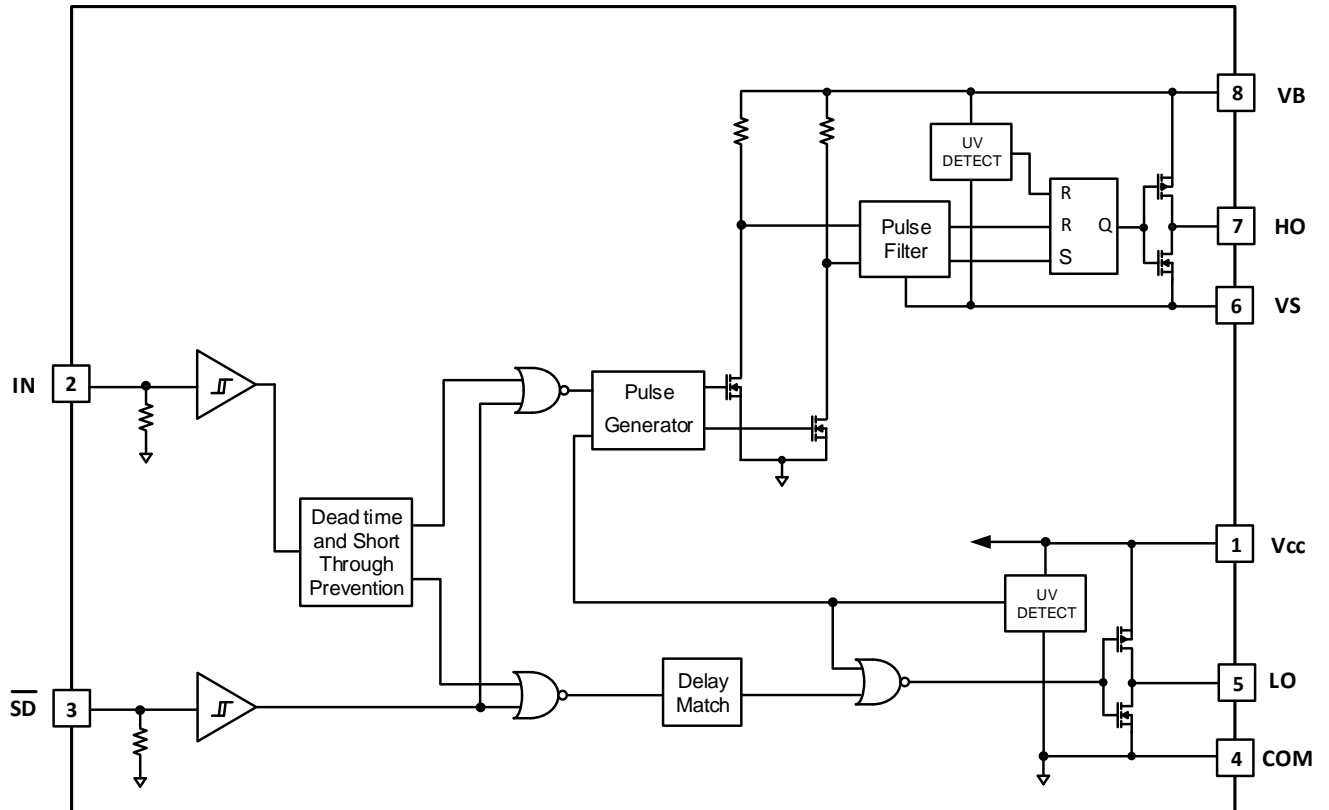 8 VB
UV
DETECT
R
R Q
S
Pulse
Filter
7 HO
6 VS
IN 2
Pulse
Generator
Dead time
and Short
Through
Prevention
1 Vcc
UV
DETECT
SD 3
Delay
Match
5 LO
4 COM